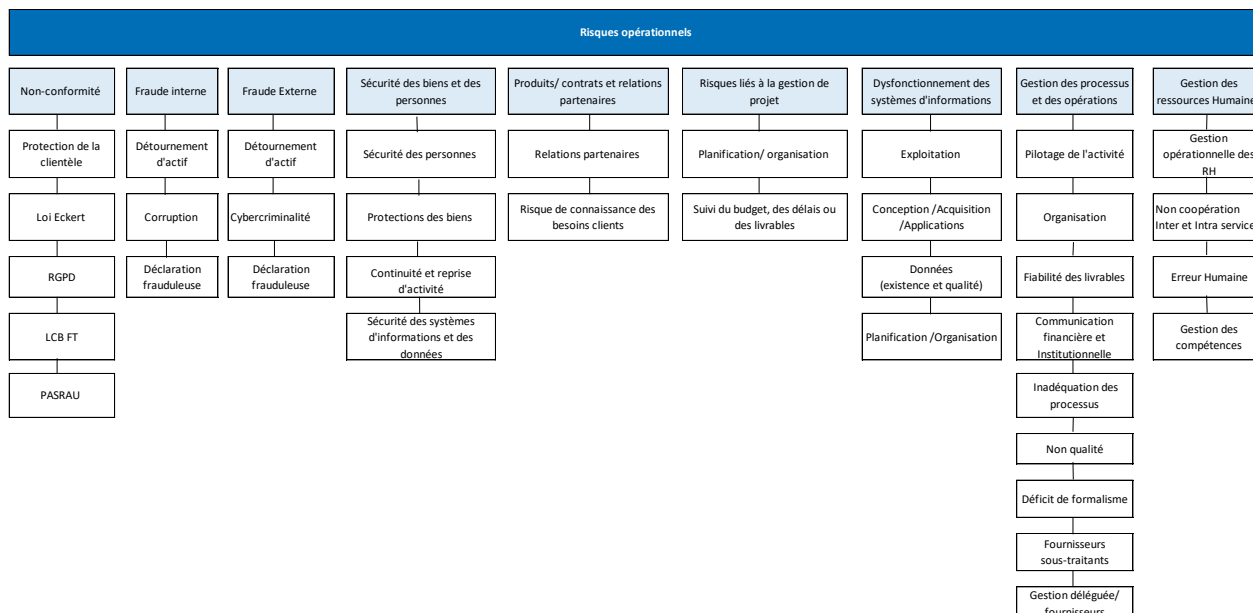 Risques opérationnels
Non-conformité
Protection de la
clientèle
Loi Eckert
RGPD
LCB FT
PASRAU
Fraude interne
Détournement
d'actif
Corruption
Déclaration
frauduleuse
Fraude Externe
Détournement
d'actif
Cybercriminalité
Déclaration
frauduleuse
Sécurité des biens et des
personnes
Sécurité des personnes
Protections des biens
Continuité et reprise
d'activité
Sécurité des systèmes
d'informations et des
données
Produits/ contrats et relations
partenaires
Relations partenaires
Risque de connaissance des
besoins clients
Risques liés à la gestion de
projet
Planification/ organisation
Suivi du budget, des délais ou
des livrables
Dysfonctionnement des
systèmes d'informations
Exploitation
Conception /Acquisition
/Applications
Données
(existence et qualité)
Planification /Organisation
Gestion des processus
et des opérations
Pilotage de l'activité
Organisation
Fiabilité des livrables
Communication
financière et
Institutionnelle
Inadéquation des
processus
Non qualité
Déficit de formalisme
Fournisseurs
sous-traitants
Gestion déléguée/
fournisseurs
Gestion des
ressources Humaine
Gestion
opérationnelle des
RH
Non coopération
Inter et Intra service
Erreur Humaine
Gestion des
compétences